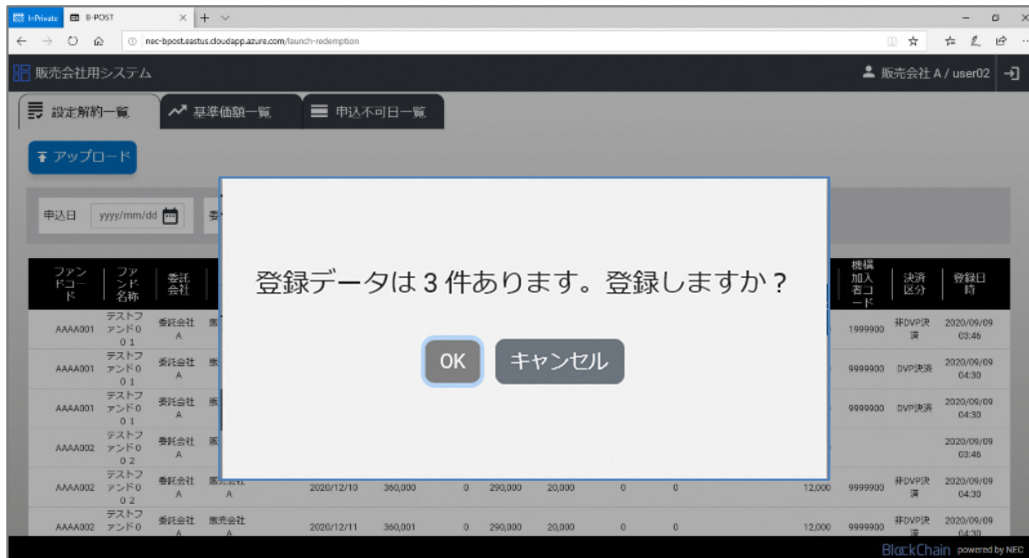 InPrivate B-POST
nec-bpost.eastus.cloudapp.azure.com/launch-redemption
販売会社用システム 販売会社 A / user02
設定解約一覧 基準価額一覧 申込不可日一覧
アップロード
申込日 yyyy/mm/dd
登録データは3件あります。登録しますか？
OK キャンセル
ファンドコード ファンド名称 委託会社 機構加入者コード 決済区分 登録日時
AAAA001 テストファンド001 委託会社A 1999900 非DVP決済 2020/09/09 03:46
AAAA001 テストファンド001 委託会社A 9999900 DVP決済 2020/09/09 04:30
AAAA001 テストファンド001 委託会社A 9999900 DVP決済 2020/09/09 04:30
AAAA002 テストファンド002 委託会社A 2020/09/09 03:46
AAAA002 テストファンド002 委託会社A 販売会社A 2020/12/10 360,000 0 290,000 20,000 0 0 12,000 9999900 非DVP決済 2020/09/09 04:30
AAAA002 テストファンド0 委託会社A 販売会社A 2020/12/11 360,001 0 290,000 20,000 0 0 12,000 9999900 非DVP決済 2020/09/09 04:30
BlockChain powered by NEC